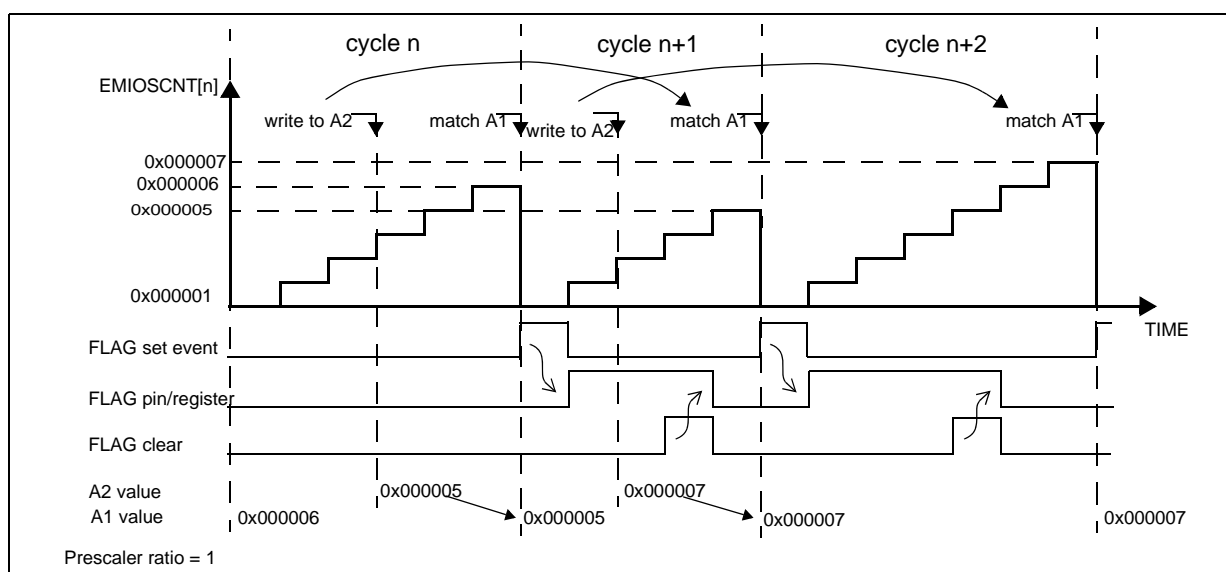 cycle n cycle n+1 cycle n+2
EMIOSCNT[n]
write to A2 match A1 write to A2 match A1 match A1
0x000007
0x000006
0x000005
0x000001
TIME
FLAG set event
FLAG pin/register
FLAG clear
A2 value 0x000005 0x000007
A1 value 0x000006 0x000005 0x000007 0x000007
Prescaler ratio = 1